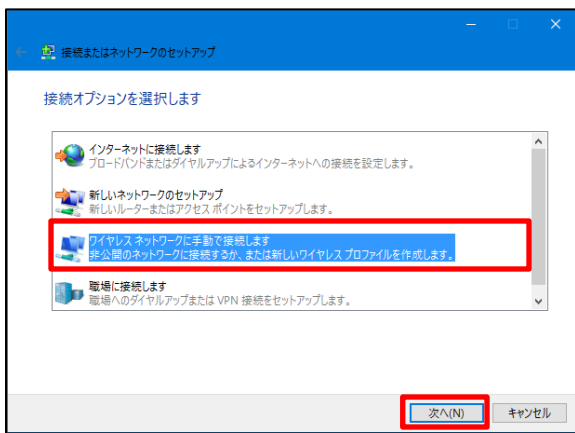 接続またはネットワークのセットアップ
接続オプションを選択します
インターネットに接続します
ブロードバンドまたはダイヤルアップによるインターネットへの接続を設定します。
新しいネットワークのセットアップ
新しいルーターまたはアクセス ポイントをセットアップします。
ワイヤレス ネットワークに手動で接続します
非公開のネットワークに接続するか、または新しいワイヤレス プロファイルを作成します。
職場に接続します
職場へのダイヤルアップまたは VPN 接続をセットアップします。
次へ(N) キャンセル